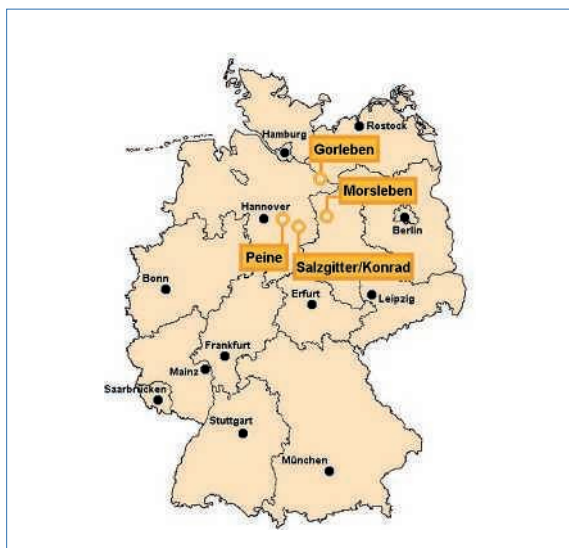 Rostock
Hamburg
Gorleben
Morsleben
Hannover
Berlin
Peine
Salzgitter/Konrad
Bonn
Erfurt
Leipzig
Frankfurt
Mainz
Saarbrücken
Stuttgart
München